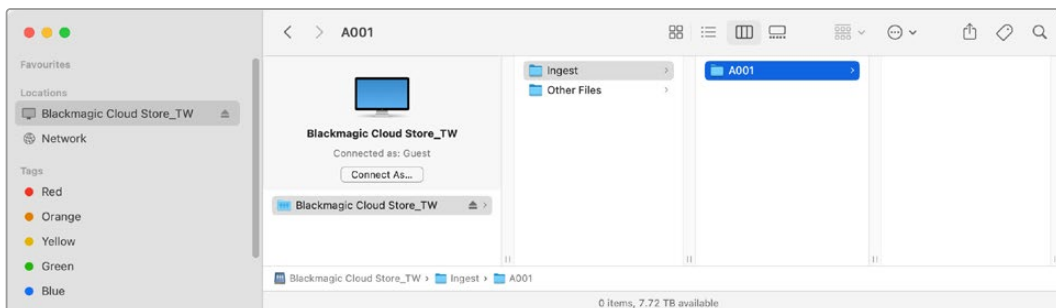 A001
Favourites
Locations
Blackmagic Cloud Store_TW
Network
Tags
Red
Orange
Yellow
Green
Blue
Blackmagic Cloud Store_TW
Connected as: Guest
Connect As...
Blackmagic Cloud Store_TW
Ingest
Other Files
A001
Blackmagic Cloud Store_TW › Ingest › A001
0 items, 7.72 TB available